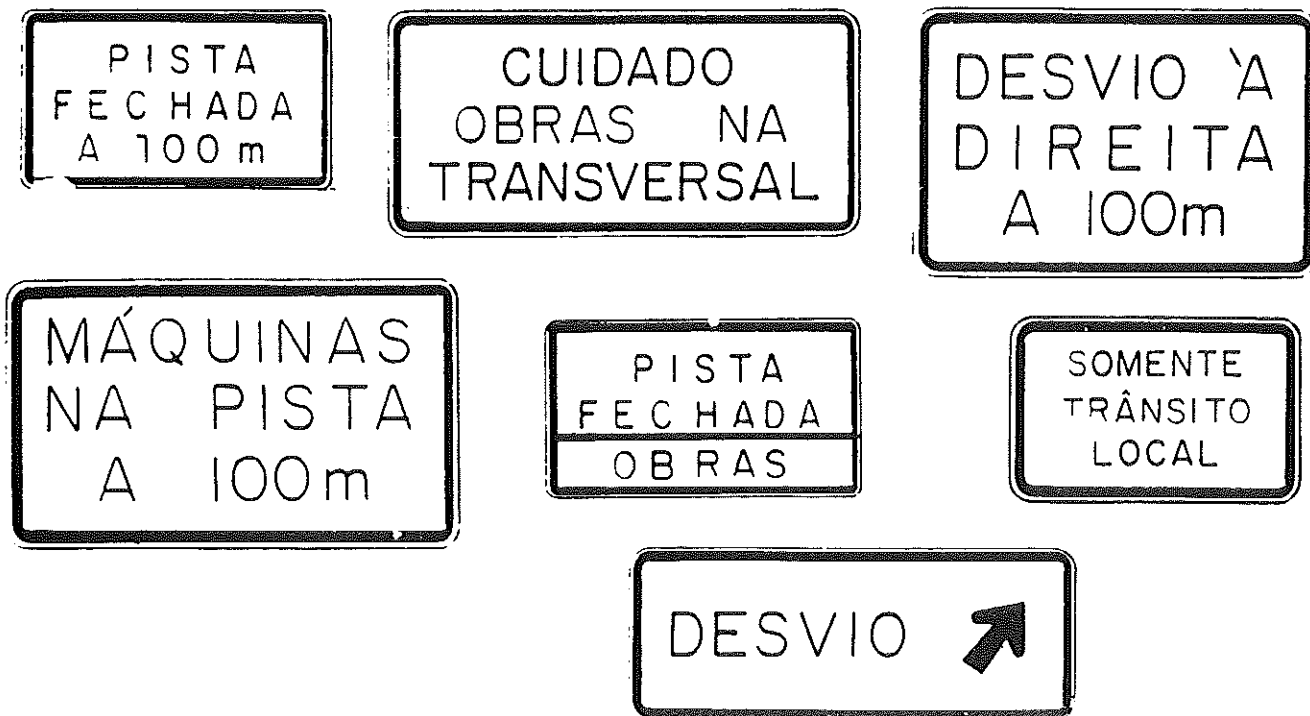 PISTA
FECHADA
A 100m
CUIDADO
OBRAS NA
TRANSVERSAL
DESVIO À
DIREITA
A 100m
MÁQUINAS
NA PISTA
A 100m
PISTA
FECHADA
OBRAS
SOMENTE
TRÂNSITO
LOCAL
DESVIO